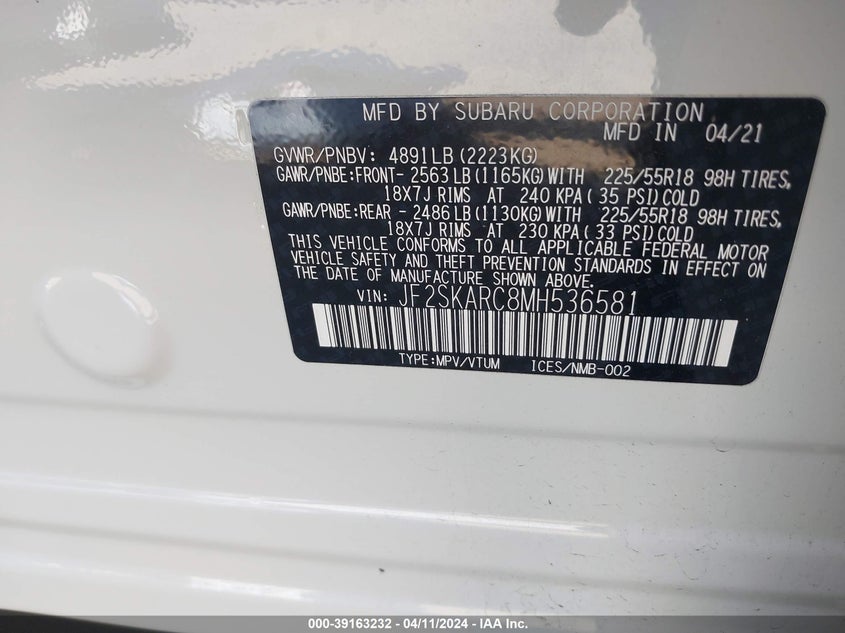 MFD BY SUBARU CORPORATION
MFD IN 04/21
GVWR/PNBV: 4891LB(2223KG)
GAWR/PNBE:FRONT- 2563LB(1165KG)WITH 225/55R18 98H TIRES,
18X7J RIMS AT 240 KPA( 35 PSI)COLD
GAWR/PNBE:REAR - 2486LB(1130KG)WITH 225/55R18 98H TIRES,
18X7J RIMS AT 230 KPA( 33 PSI)COLD
THIS VEHICLE CONFORMS TO ALL APPLICABLE FEDERAL MOTOR
VEHICLE SAFETY AND THEFT PREVENTION STANDARDS IN EFFECT ON
THE DATE OF MANUFACTURE SHOWN ABOVE.
VIN: JF2SKARC8MH536581
TYPE:MPV/VTUM ICES/NMB-002
000-39163232 - 04/11/2024 - IAA Inc.